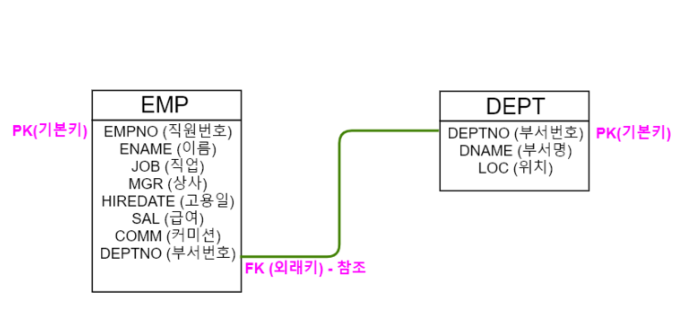 EMP
PK(기본키)
EMPNO (직원번호)
ENAME (이름)
JOB (직업)
MGR (상사)
HIREDATE (고용일)
SAL (급여)
COMM (커미션)
DEPTNO (부서번호)
FK (외래키) - 참조
DEPT
DEPTNO (부서번호)
PK(기본키)
DNAME (부서명)
LOC (위치)